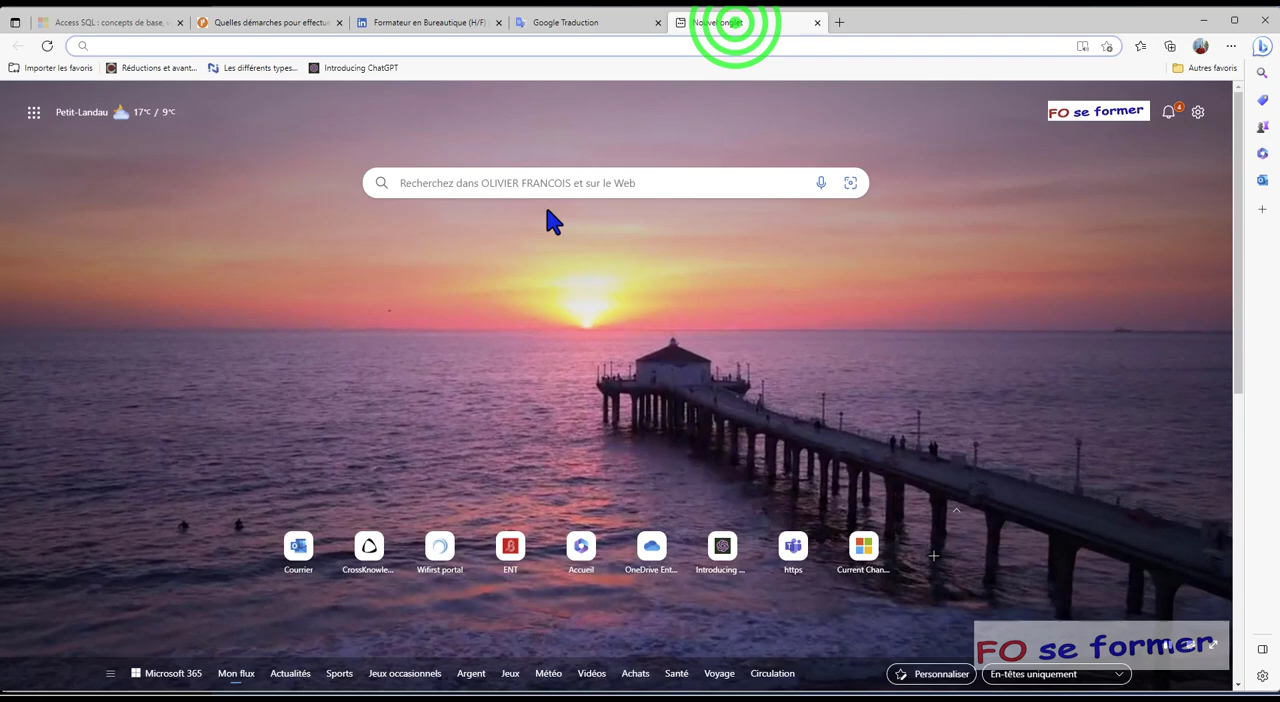 Access SQL : concepts de base, v
Quelles démarches pour effectue
Formateur en Bureautique (H/F)
Google Traduction
Nouvel onglet
Importer les favoris
Réductions et avant...
Les différents types...
Introducing ChatGPT
Autres favoris
Petit-Landau 17°C / 9°C
FO se former
4
Recherchez dans OLIVIER FRANCOIS et sur le Web
Courrier
CrossKnowle...
Wifirst portal
ENT
Accueil
OneDrive Ent...
Introducing ...
https
Current Chan...
FO se former
Microsoft 365
Mon flux
Actualités
Sports
Jeux occasionnels
Argent
Jeux
Météo
Vidéos
Achats
Santé
Voyage
Circulation
Personnaliser
En-têtes uniquement